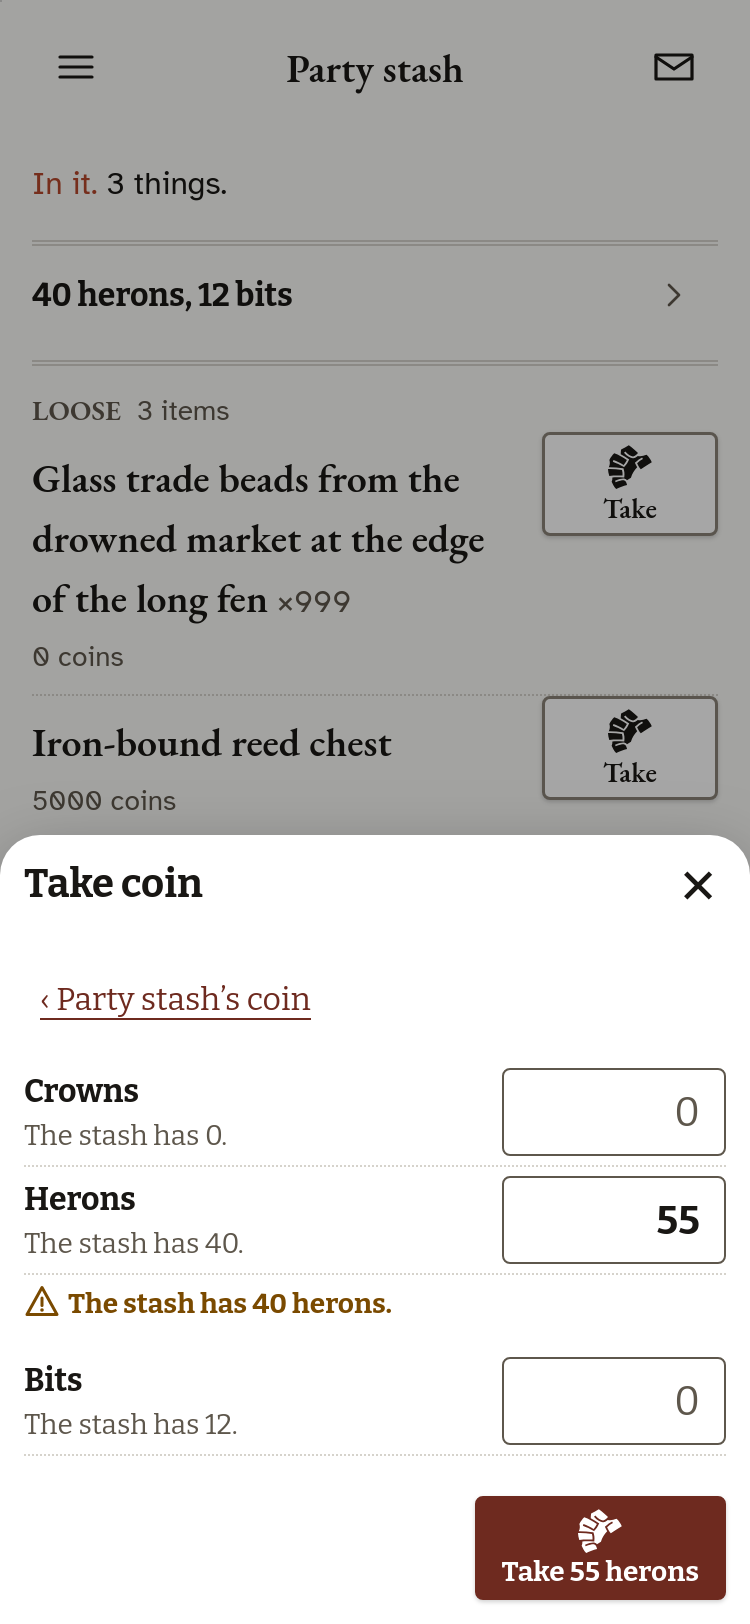 Party stash
In it. 3 things.
40 herons, 12 bits
LOOSE 3 items
Glass trade beads from the
drowned market at the edge
of the long fen ×999
0 coins
Take
Iron-bound reed chest
5000 coins
Take
Take coin
‹ Party stash’s coin
Crowns
The stash has 0.
0
Herons
The stash has 40.
55
The stash has 40 herons.
Bits
The stash has 12.
0
Take 55 herons